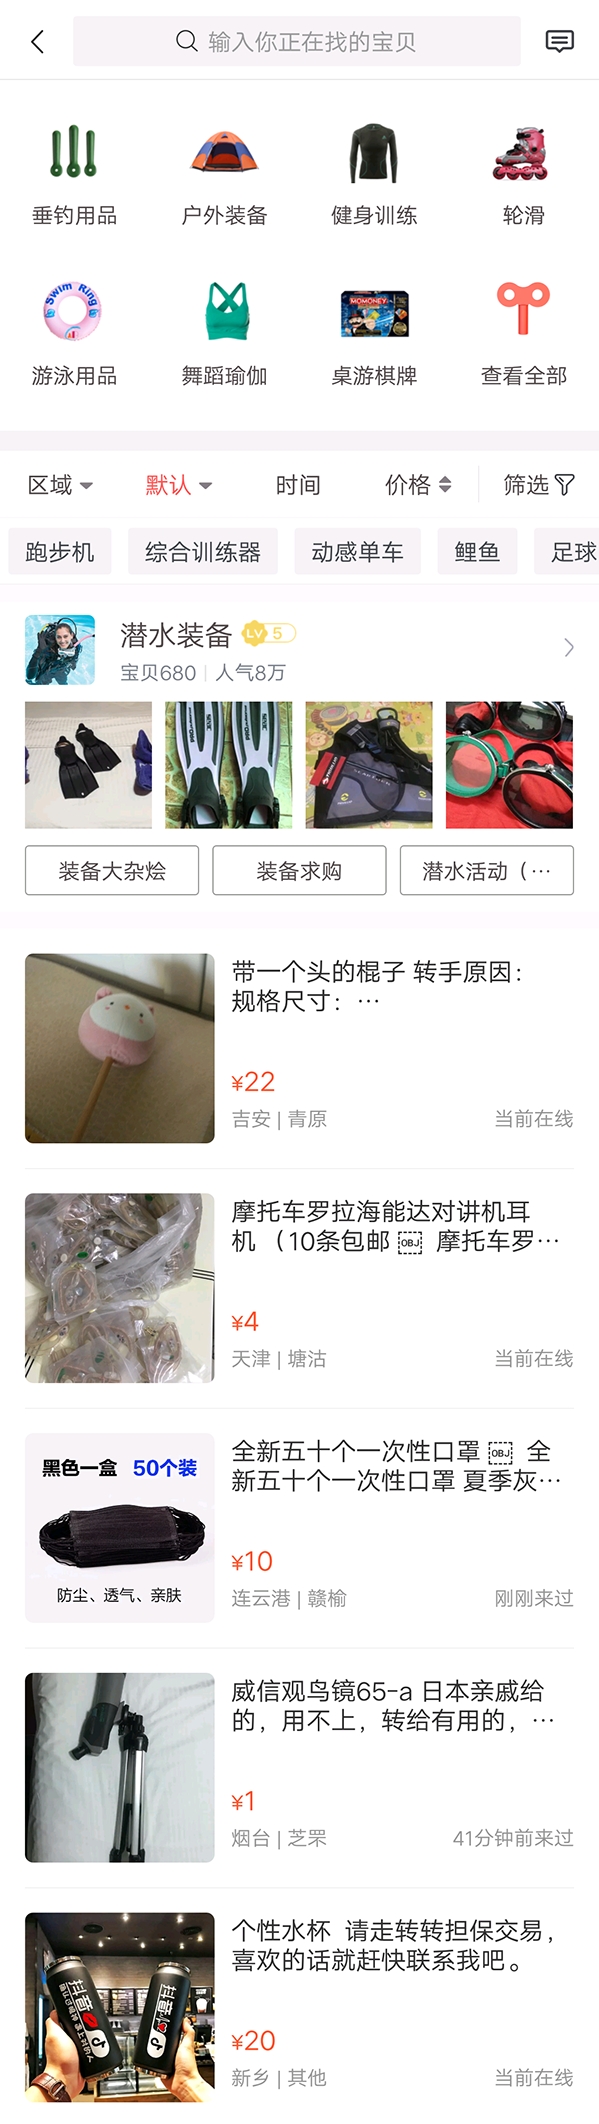 输入你正在找的宝贝
垂钓用品
户外装备
健身训练
轮滑
Swim Ring
MOMONEY
游泳用品
舞蹈瑜伽
桌游棋牌
查看全部
区域
默认
时间
价格
筛选
跑步机
综合训练器
动感单车
鲤鱼
足球
潜水装备 LV 5
宝贝680 | 人气8万
装备大杂烩
装备求购
潜水活动（…
带一个头的棍子 转手原因：
规格尺寸：…
¥22
吉安 | 青原
当前在线
摩托车罗拉海能达对讲机耳
机 （10条包邮 OBJ 摩托车罗…
¥4
天津 | 塘沽
当前在线
黑色一盒 50个装
防尘、透气、亲肤
全新五十个一次性口罩 OBJ 全
新五十个一次性口罩 夏季灰…
¥10
连云港 | 赣榆
刚刚来过
威信观鸟镜65-a 日本亲戚给
的，用不上，转给有用的，…
¥1
烟台 | 芝罘
41分钟前来过
抖音
抖音
个性水杯 请走转转担保交易，
喜欢的话就赶快联系我吧。
¥20
新乡 | 其他
当前在线